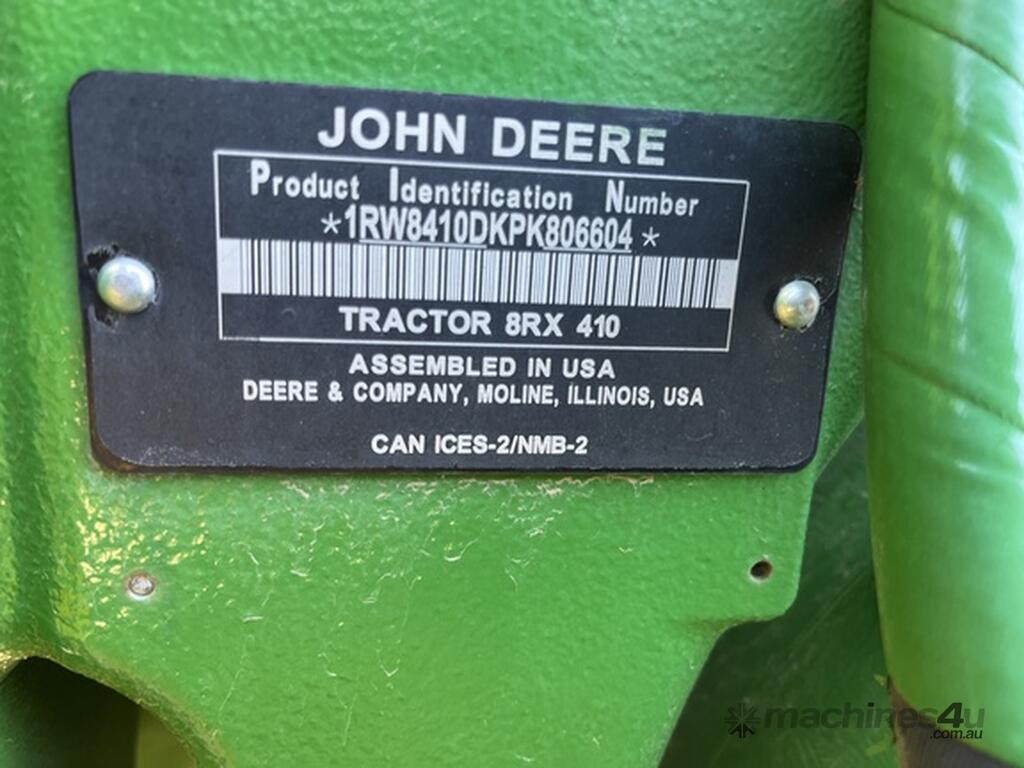 JOHN DEERE
Product Identification Number
*1RW8410DKPK806604*
TRACTOR 8RX 410
ASSEMBLED IN USA
DEERE & COMPANY, MOLINE, ILLINOIS, USA
CAN ICES-2/NMB-2
machines4u
.com.au